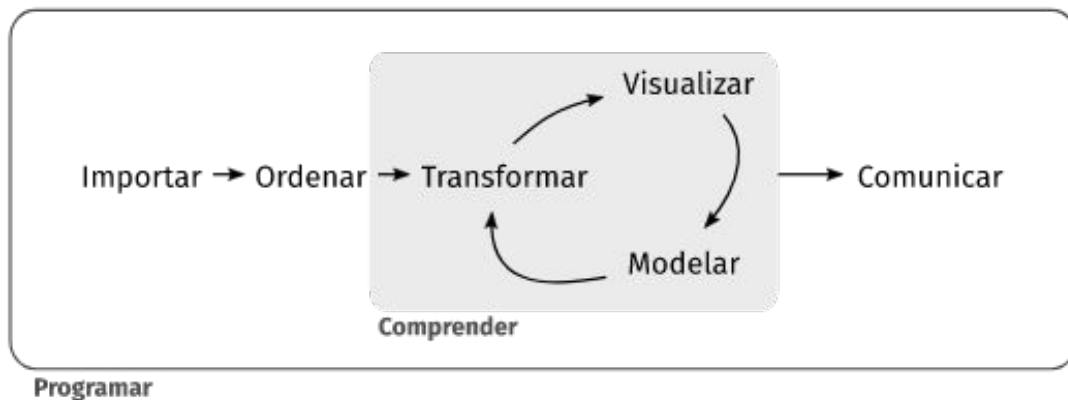 Visualizar
Importar
Ordenar
Transformar
Comunicar
Modelar
Comprender
Programar